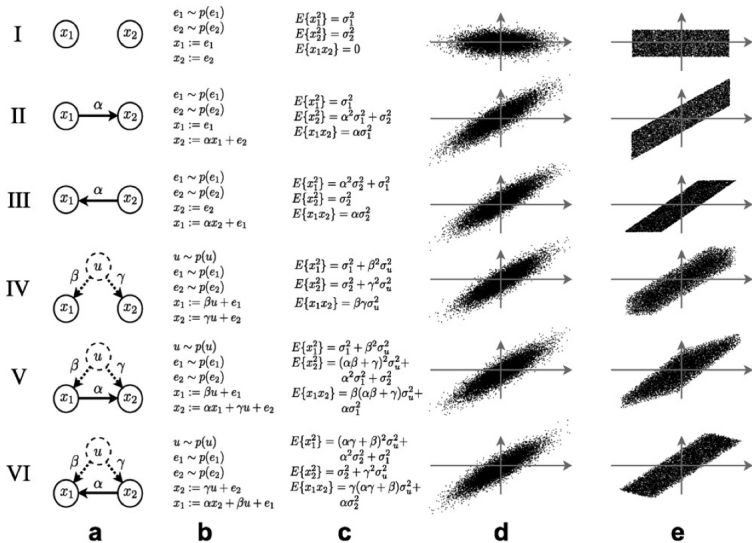 I
x₁ x₂
e₁ ∼ p(e₁)
e₂ ∼ p(e₂)
x₁ := e₁
x₂ := e₂
E{x₁²} = σ₁²
E{x₂²} = σ₂²
E{x₁x₂} = 0
II
x₁ α x₂
e₁ ∼ p(e₁)
e₂ ∼ p(e₂)
x₁ := e₁
x₂ := αx₁ + e₂
E{x₁²} = σ₁²
E{x₂²} = α²σ₁² + σ₂²
E{x₁x₂} = ασ₁²
III
x₁ α x₂
e₁ ∼ p(e₁)
e₂ ∼ p(e₂)
x₂ := e₂
x₁ := αx₂ + e₁
E{x₁²} = α²σ₂² + σ₁²
E{x₂²} = σ₂²
E{x₁x₂} = ασ₂²
IV
u
β γ
x₁ x₂
u ∼ p(u)
e₁ ∼ p(e₁)
e₂ ∼ p(e₂)
x₁ := βu + e₁
x₂ := γu + e₂
E{x₁²} = σ₁² + β²σᵤ²
E{x₂²} = σ₂² + γ²σᵤ²
E{x₁x₂} = βγσᵤ²
V
u
β γ
x₁ α x₂
u ∼ p(u)
e₁ ∼ p(e₁)
e₂ ∼ p(e₂)
x₁ := βu + e₁
x₂ := αx₁ + γu + e₂
E{x₁²} = σ₁² + β²σᵤ²
E{x₂²} = (αβ + γ)²σᵤ² +
α²σ₁² + σ₂²
E{x₁x₂} = β(αβ + γ)σᵤ² +
ασ₁²
VI
u
β γ
x₁ α x₂
u ∼ p(u)
e₁ ∼ p(e₁)
e₂ ∼ p(e₂)
x₂ := γu + e₂
x₁ := αx₂ + βu + e₁
E{x₁²} = (αγ + β)²σᵤ² +
α²σ₂² + σ₁²
E{x₂²} = σ₂² + γ²σᵤ²
E{x₁x₂} = γ(αγ + β)σᵤ² +
ασ₂²
a b c d e